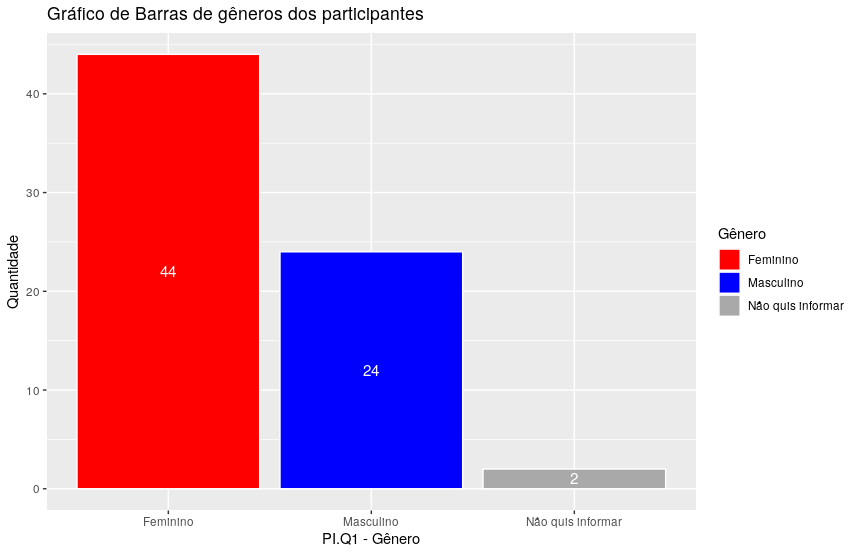 Gráfico de Barras de gêneros dos participantes
Quantidade
40
30
20
10
0
44
24
2
Feminino
Masculino
Não quis informar
PI.Q1 - Gênero
Gênero
Feminino
Masculino
Não quis informar